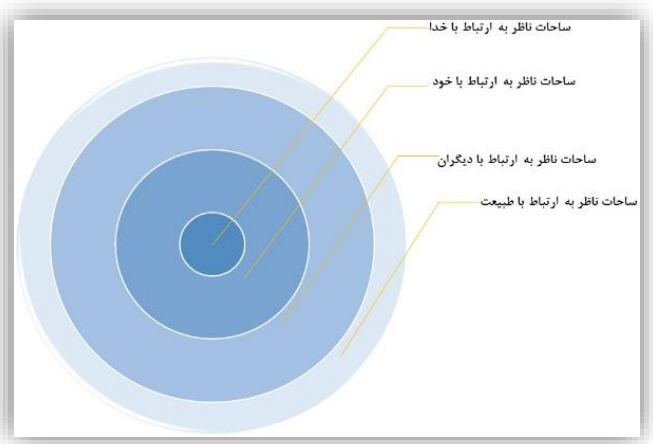 ساحات ناظر به ارتباط با خدا
ساحات ناظر به ارتباط با خود
ساحات ناظر به ارتباط با دیگران
ساحات ناظر به ارتباط با طبیعت